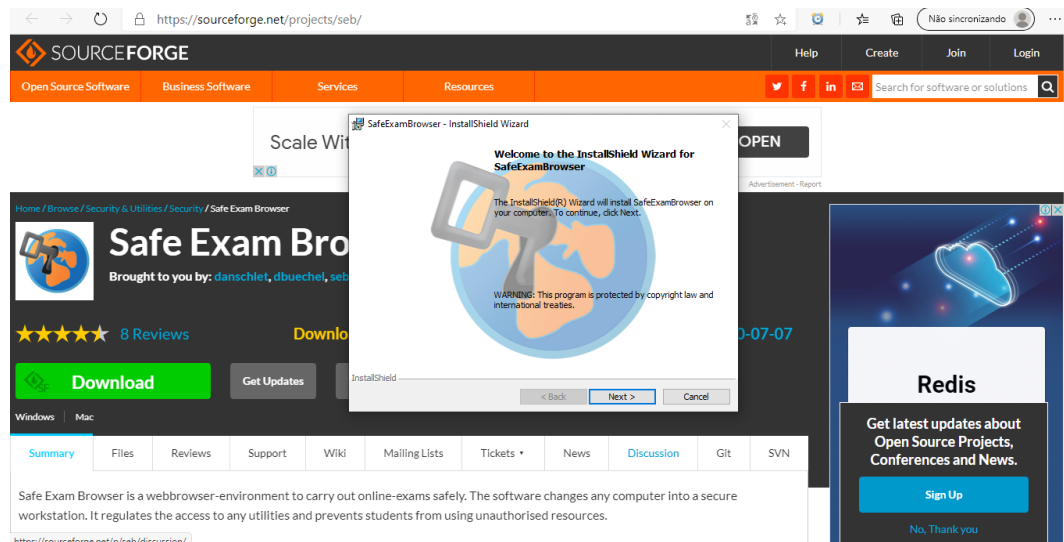 https://sourceforge.net/projects/seb/
Não sincronizando
SOURCEFORGE
Help Create Join Login
Open Source Software Business Software Services Resources
Search for software or solutions
Scale Wit
OPEN
Advertisement - Report
SafeExamBrowser - InstallShield Wizard
Welcome to the InstallShield Wizard for
SafeExamBrowser
The InstallShield(R) Wizard will install SafeExamBrowser on
your computer. To continue, click Next.
WARNING: This program is protected by copyright law and
international treaties.
InstallShield
< Back Next > Cancel
Home / Browse / Security & Utilities / Security / Safe Exam Browser
Safe Exam Bro
Brought to you by: danschlet, dbuechel, seb
8 Reviews
Downlo
0-07-07
Download
SF
Get Updates
Windows Mac
Redis
Get latest updates about
Open Source Projects,
Conferences and News.
Sign Up
No, Thank you
Summary Files Reviews Support Wiki Mailing Lists Tickets News Discussion Git SVN
Safe Exam Browser is a webbrowser-environment to carry out online-exams safely. The software changes any computer into a secure
workstation. It regulates the access to any utilities and prevents students from using unauthorised resources.
https://sourceforge.net/p/seb/discussion/